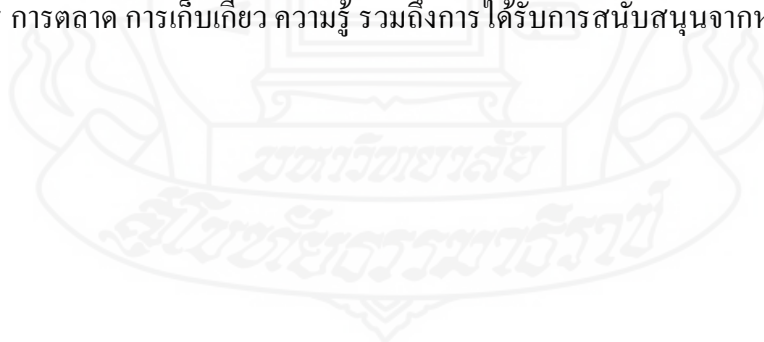 การตลาด การเก็บเกี่ยว ความรู้ รวมถึงการได้รับการสนับสนุนจาก
มหาวิทยาลัย
สุโขทัยธรรมาธิราช